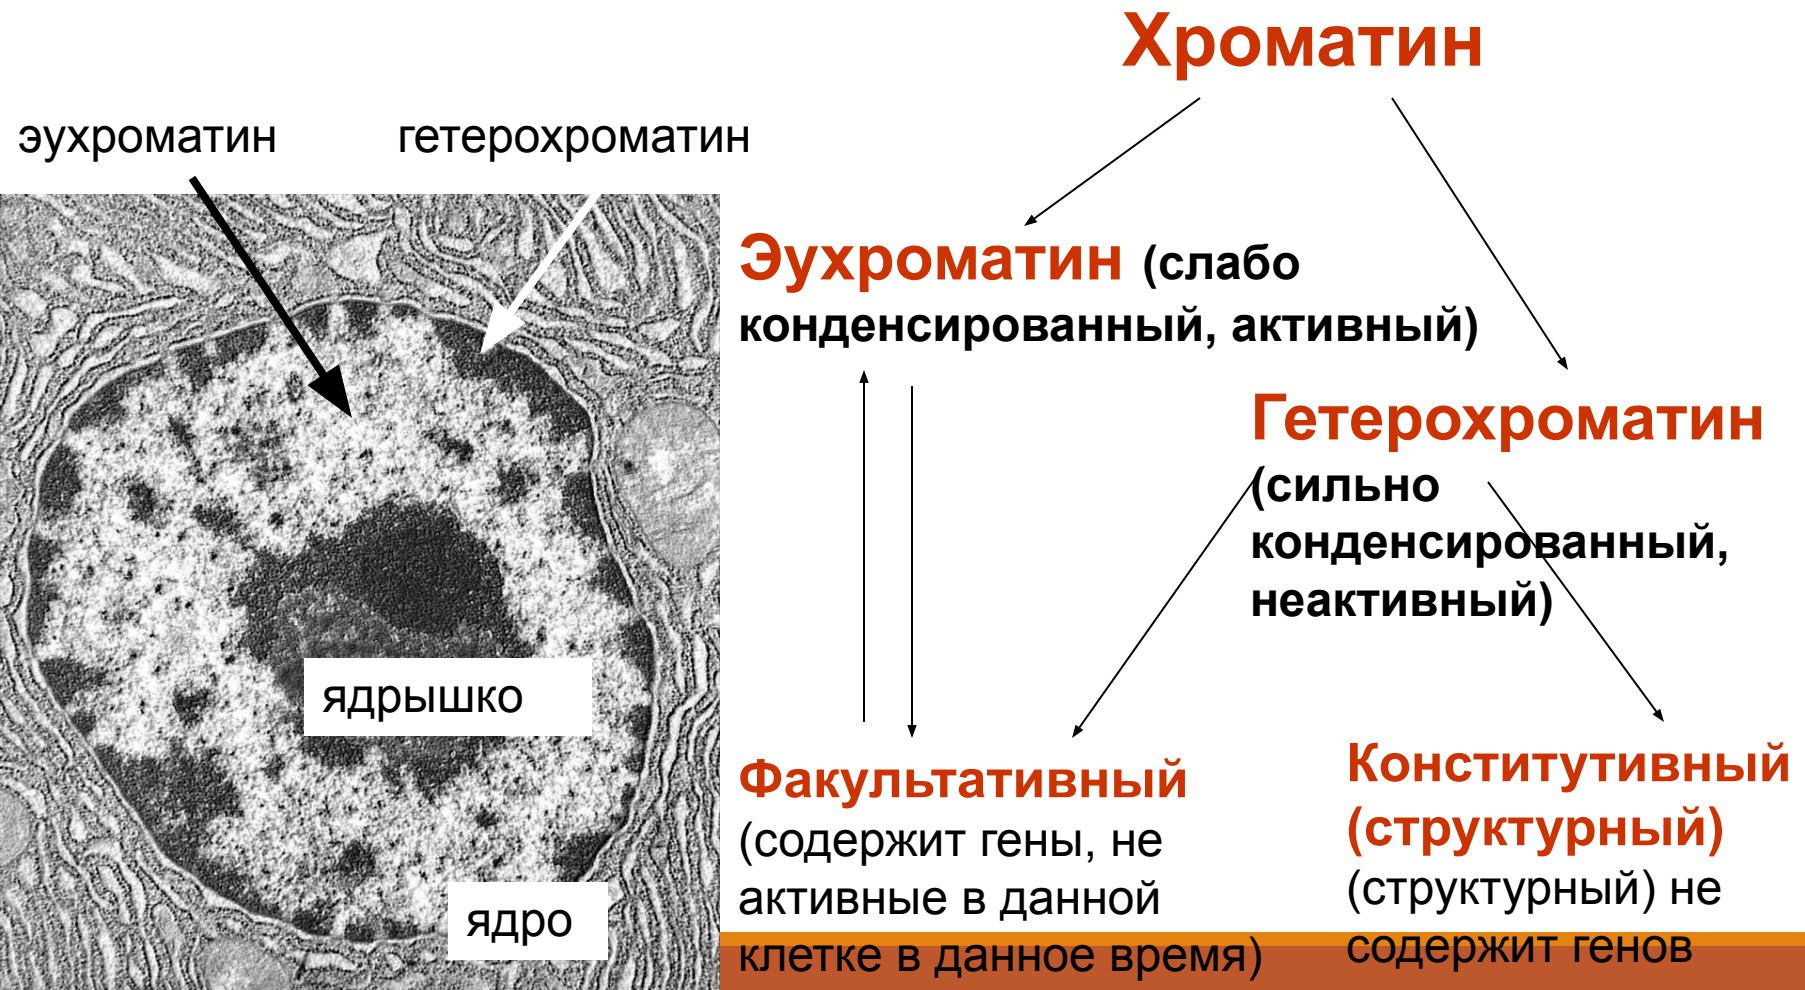 Хроматин
эухроматин
гетерохроматин
Эухроматин (слабо
конденсированный, активный)
Гетерохроматин
(сильно
конденсированный,
неактивный)
ядрышко
ядро
Факультативный
(содержит гены, не
активные в данной
клетке в данное время)
Конститутивный
(структурный)
(структурный) не
содержит генов